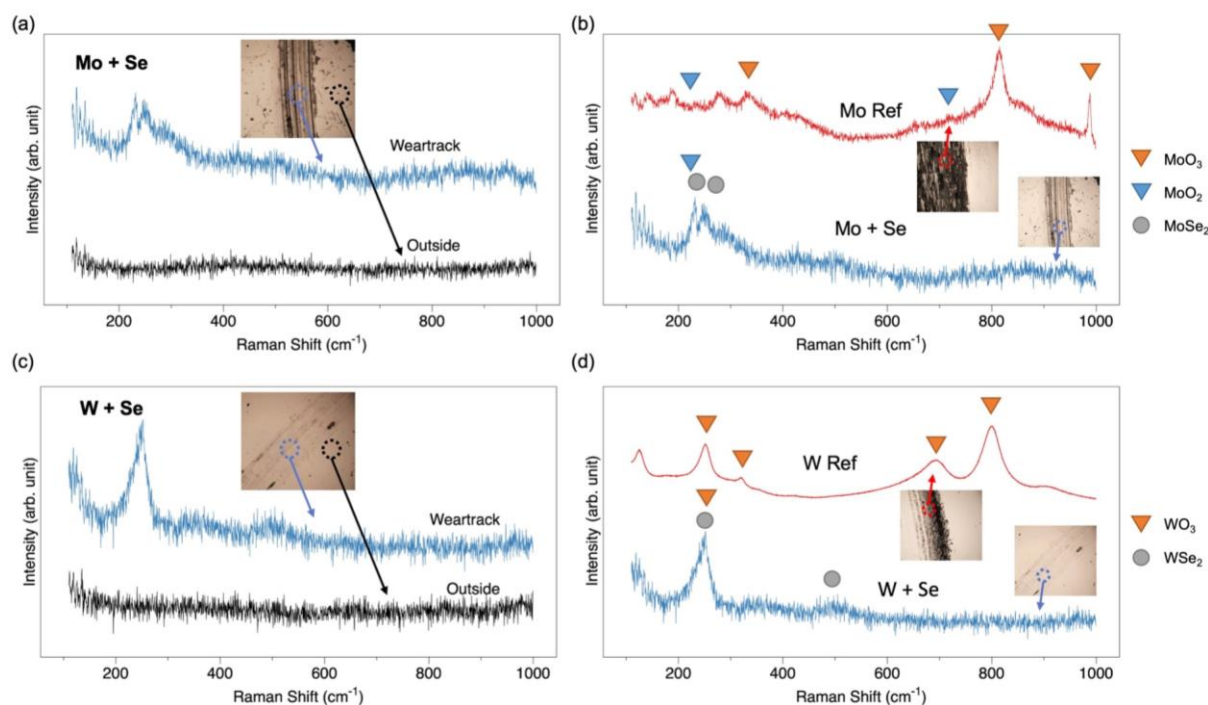 (a)
Mo + Se
Weartrack
Outside
Intensity (arb. unit)
200 400 600 800 1000
Raman Shift (cm⁻¹)
(b)
Mo Ref
Mo + Se
Intensity (arb. unit)
200 400 600 800 1000
Raman Shift (cm⁻¹)
MoO₃
MoO₂
MoSe₂
(c)
W + Se
Weartrack
Outside
Intensity (arb. unit)
200 400 600 800 1000
Raman Shift (cm⁻¹)
(d)
W Ref
W + Se
Intensity (arb. unit)
200 400 600 800 1000
Raman Shift (cm⁻¹)
WO₃
WSe₂